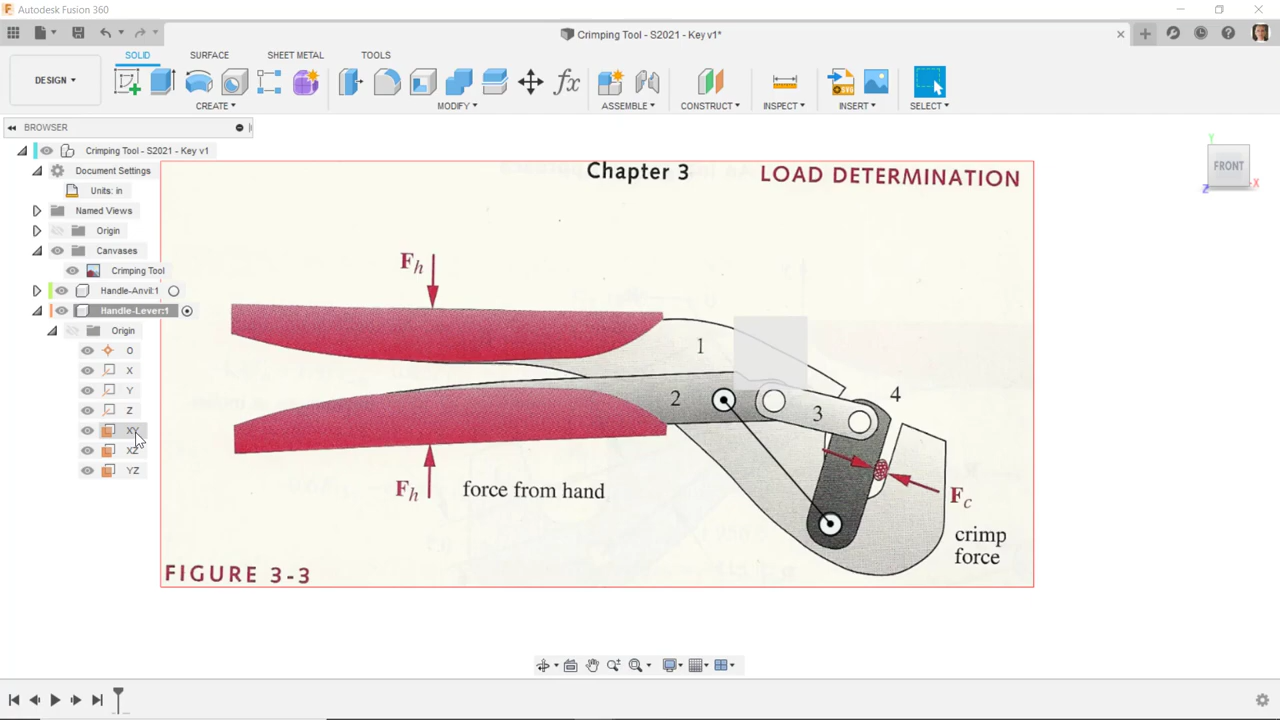 Autodesk Fusion 360
Crimping Tool - S2021 - Key v1*
SOLID
SURFACE
SHEET METAL
TOOLS
DESIGN
CREATE
MODIFY
ASSEMBLE
CONSTRUCT
INSPECT
INSERT
SELECT
fx
SVG
BROWSER
Crimping Tool - S2021 - Key v1
Document Settings
Units: in
Named Views
Origin
Canvases
Crimping Tool
Handle-Anvil:1
Handle-Lever:1
Origin
O
X
Y
Z
XY
XZ
YZ
Y
FRONT
Z
X
Chapter 3
LOAD DETERMINATION
Fh
1
2
3
4
Fh
force from hand
Fc
crimp
force
FIGURE 3-3